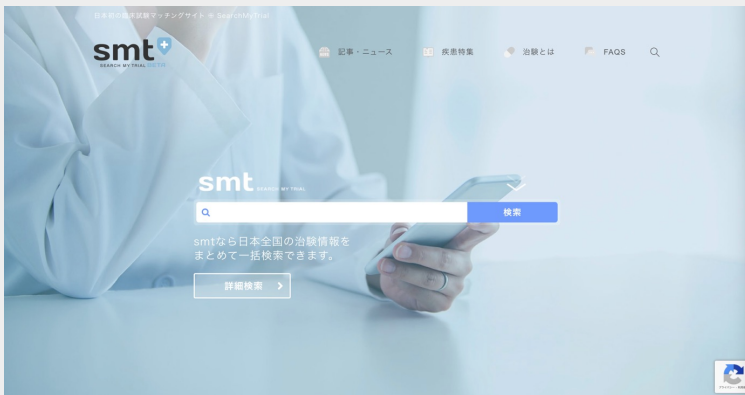 日本初の臨床試験マッチングサイト ※ SearchMyTrial
smt
SEARCH MY TRIAL DOCTOR
記事・ニュース
疾患特集
治験とは
FAQS
smt SEARCH MY TRIAL
検索
smtなら日本全国の治験情報を
まとめて一括検索できます。
詳細検索